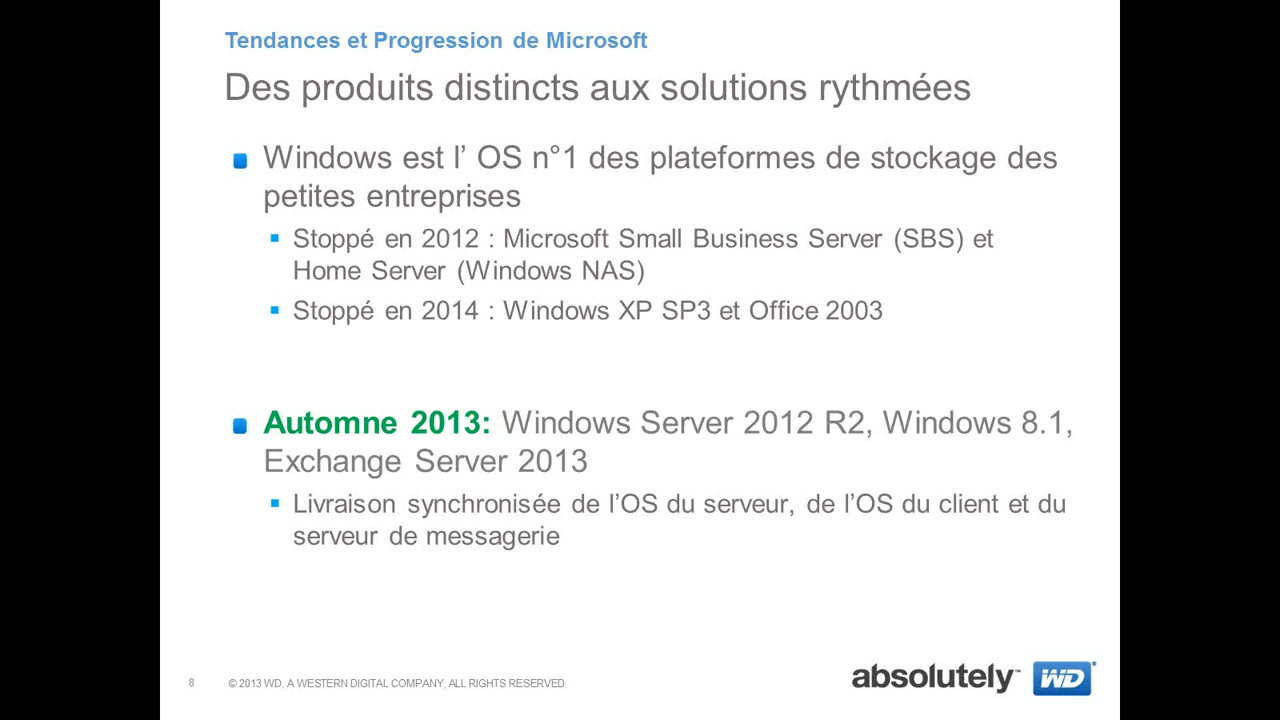 Tendances et Progression de Microsoft
Des produits distincts aux solutions rythmées
Windows est l’ OS n°1 des plateformes de stockage des
petites entreprises
Stoppé en 2012 : Microsoft Small Business Server (SBS) et
Home Server (Windows NAS)
Stoppé en 2014 : Windows XP SP3 et Office 2003
Automne 2013: Windows Server 2012 R2, Windows 8.1,
Exchange Server 2013
Livraison synchronisée de l’OS du serveur, de l’OS du client et du
serveur de messagerie
8 © 2013 WD, A WESTERN DIGITAL COMPANY, ALL RIGHTS RESERVED.
absolutely™ WD®